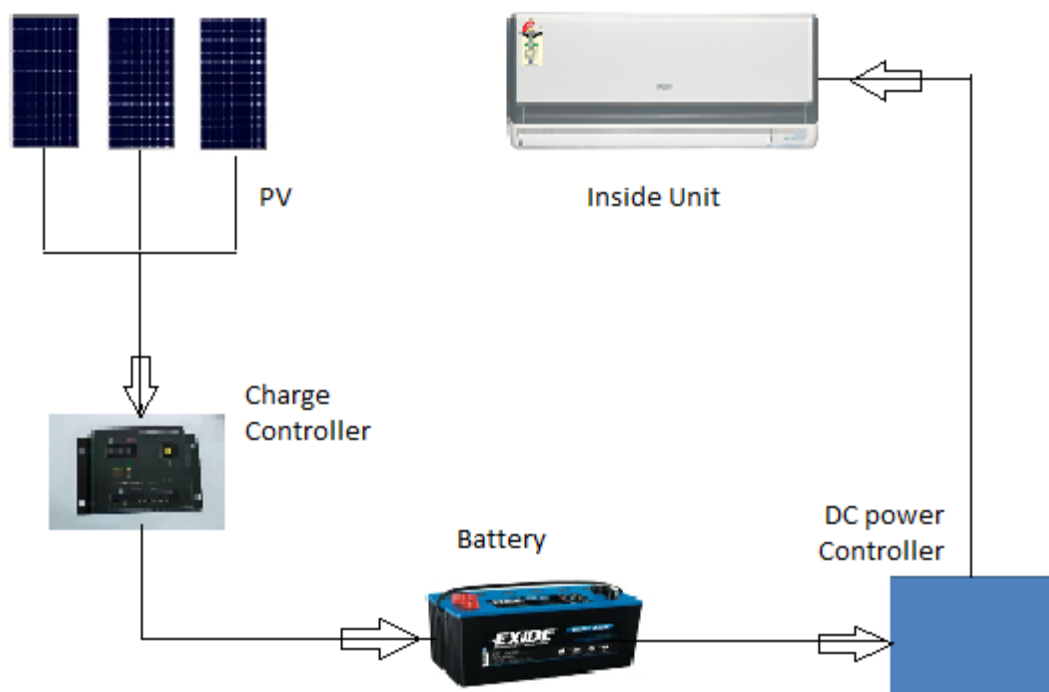 PV
Inside Unit
Charge
Controller
Battery
DC power
Controller
EXIDE